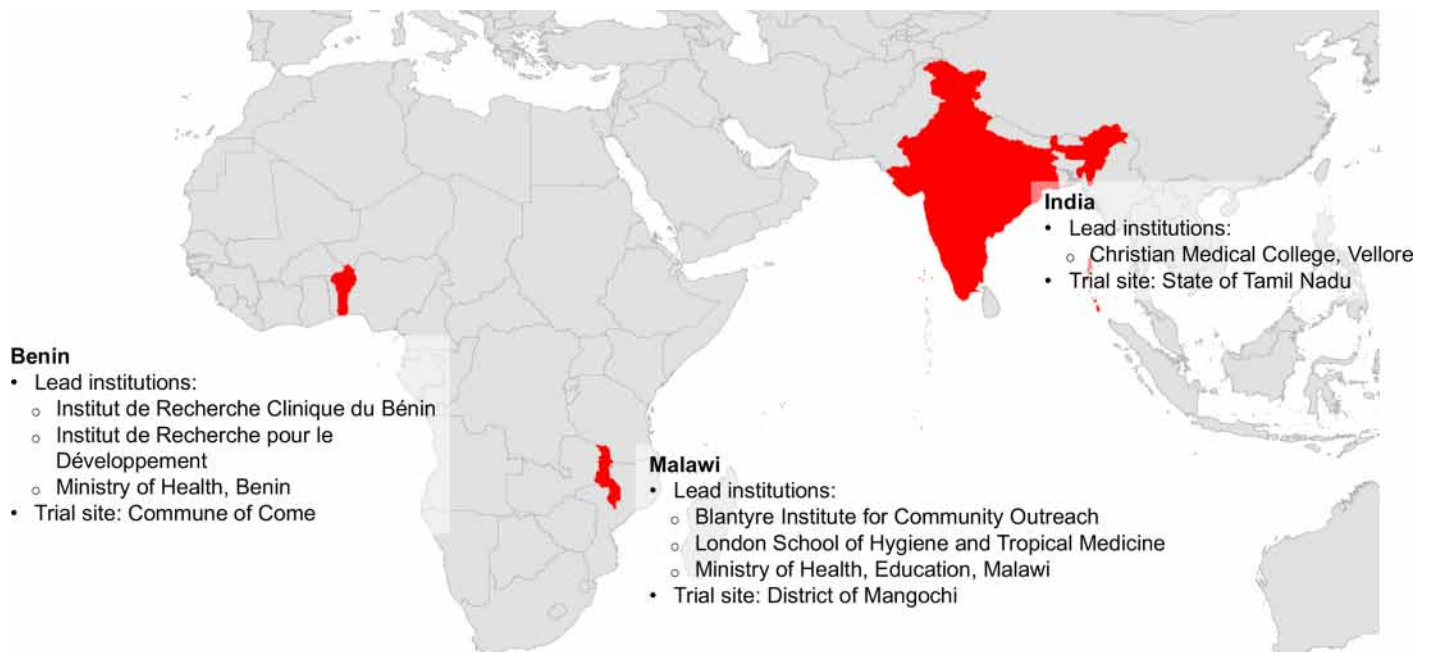 India
• Lead institutions:
○ Christian Medical College, Vellore
• Trial site: State of Tamil Nadu
Benin
• Lead institutions:
○ Institut de Recherche Clinique du Bénin
○ Institut de Recherche pour le
Développement
○ Ministry of Health, Benin
• Trial site: Commune of Come
Malawi
• Lead institutions:
○ Blantyre Institute for Community Outreach
○ London School of Hygiene and Tropical Medicine
○ Ministry of Health, Education, Malawi
• Trial site: District of Mangochi